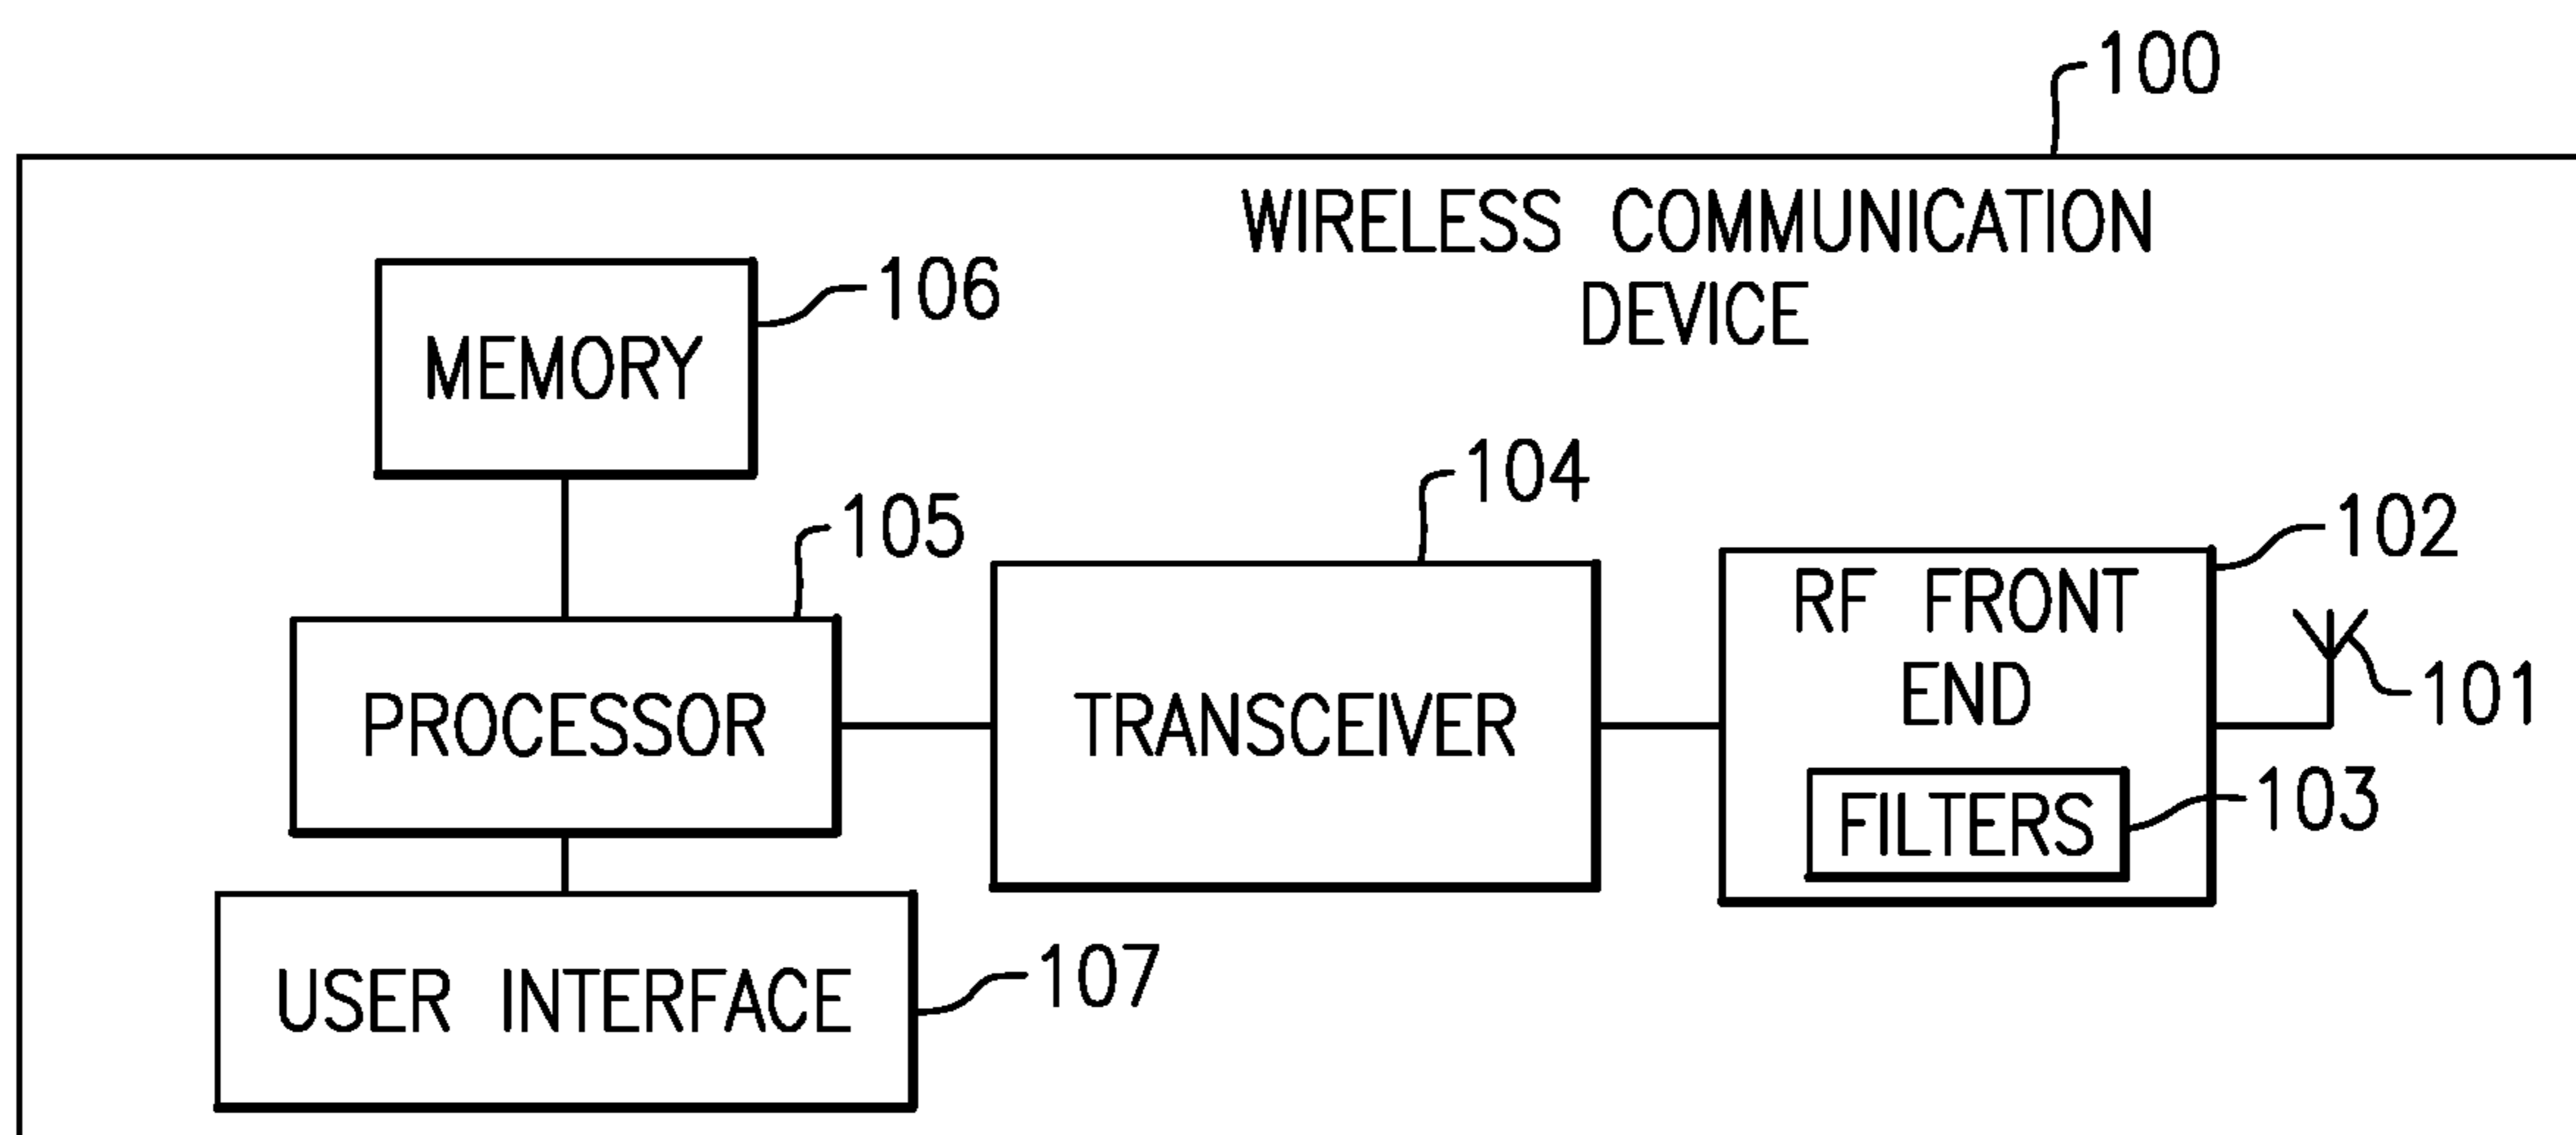 100
WIRELESS COMMUNICATION
DEVICE
106
MEMORY
104
105
102
RF FRONT
END
PROCESSOR
TRANSCEIVER
101
FILTERS
103
USER INTERFACE
107